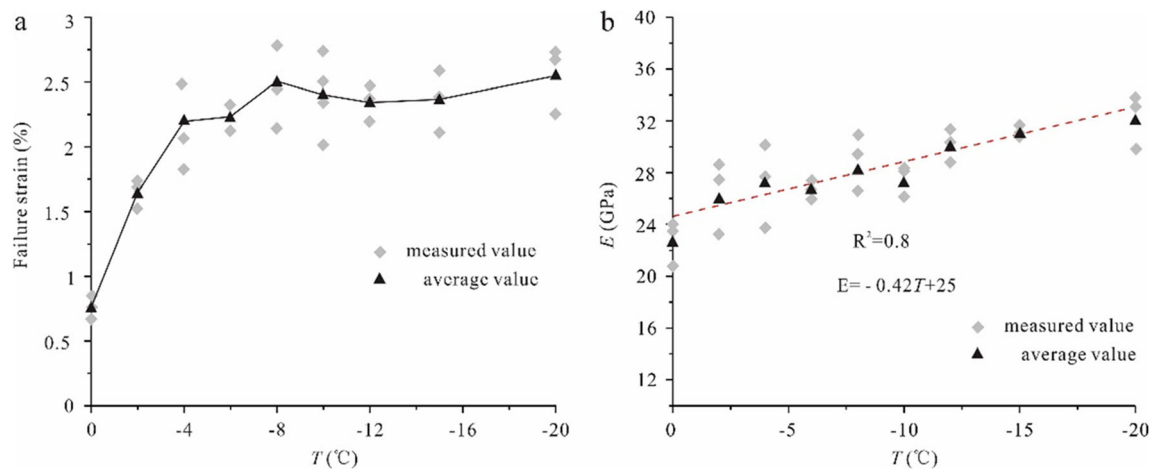 a
3
2.5
2
1.5
1
0.5
0
Failure strain (%)
measured value
average value
0 -4 -8 -12 -16 -20
T (℃)
b
40
36
32
28
24
20
16
12
E (GPa)
R²=0.8
E= - 0.42T+25
measured value
average value
0 -5 -10 -15 -20
T (℃)